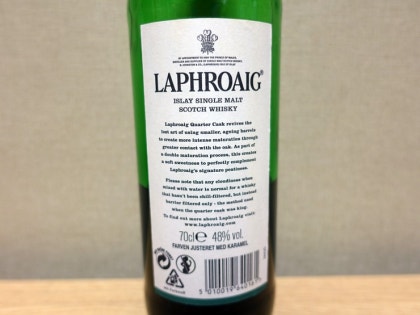 LAPHROAIG®
ISLAY SINGLE MALT
SCOTCH WHISKY
Laphroaig Quarter Cask revives the
lost art of using smaller, ageing barrels
to create more intense maturation through
greater contact with the oak. As part of
a double maturation process, this creates
a soft sweetness to perfectly complement
Laphroaig's signature peatiness.
Please note that any cloudiness when
mixed with water is normal for a whisky
that hasn't been chill-filtered, but instead
barrier filtered only - the method used
when the quarter cask was king.
To find out more about Laphroaig visit:
www.laphroaig.com
70cl e 48% vol.
FARVEN JUSTERET MED KARAMEL